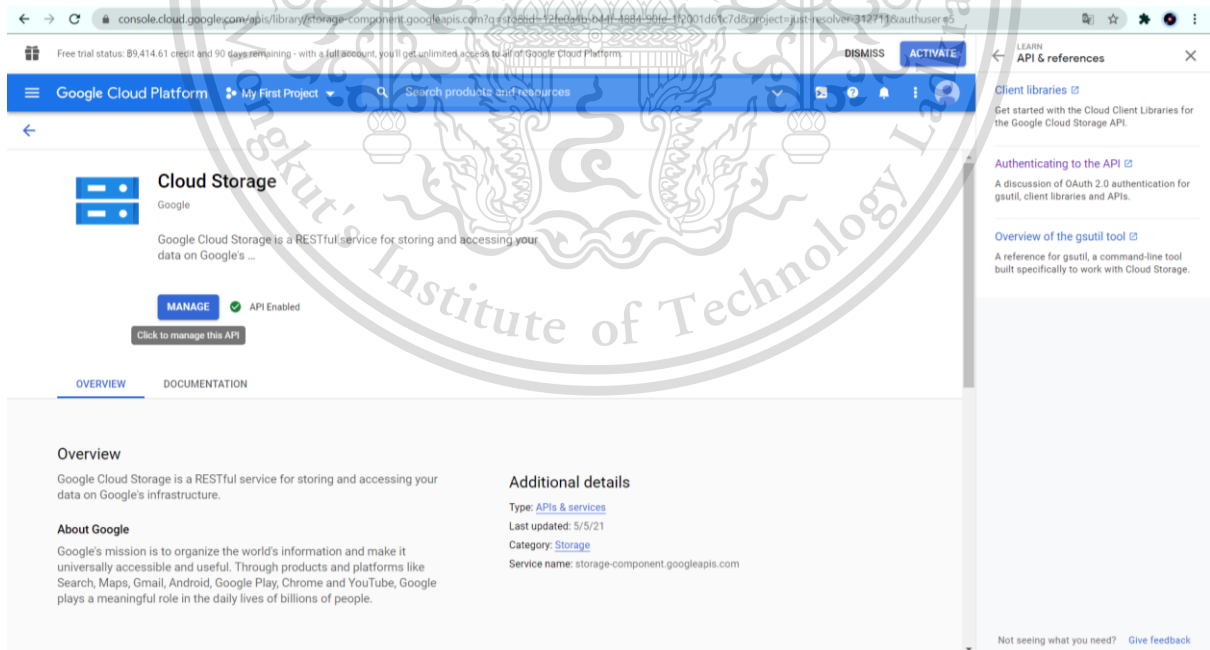 console.cloud.google.com/apis/library/storage-component.googleapis.com?q=
Free trial status: ฿9,414.61 credit and 90 days remaining - with a full account, you'll get unlimited access to all of Google Cloud Platform.
DISMISS
ACTIVATE
Google Cloud Platform
My First Project
Search products and resources
Cloud Storage
Google
Google Cloud Storage is a RESTful service for storing and accessing your
data on Google's ...
MANAGE
API Enabled
Click to manage this API
OVERVIEW
DOCUMENTATION
Overview
Google Cloud Storage is a RESTful service for storing and accessing your
data on Google's infrastructure.
About Google
Google's mission is to organize the world's information and make it
universally accessible and useful. Through products and platforms like
Search, Maps, Gmail, Android, Google Play, Chrome and YouTube, Google
plays a meaningful role in the daily lives of billions of people.
Additional details
Type: APIs & services
Last updated: 5/5/21
Category: Storage
Service name: storage-component.googleapis.com
LEARN
API & references
Client libraries
Get started with the Cloud Client Libraries for
the Google Cloud Storage API.
Authenticating to the API
A discussion of OAuth 2.0 authentication for
gsutil, client libraries and APIs.
Overview of the gsutil tool
A reference for gsutil, a command-line tool
built specifically to work with Cloud Storage.
Not seeing what you need? Give feedback
Institute of Technology